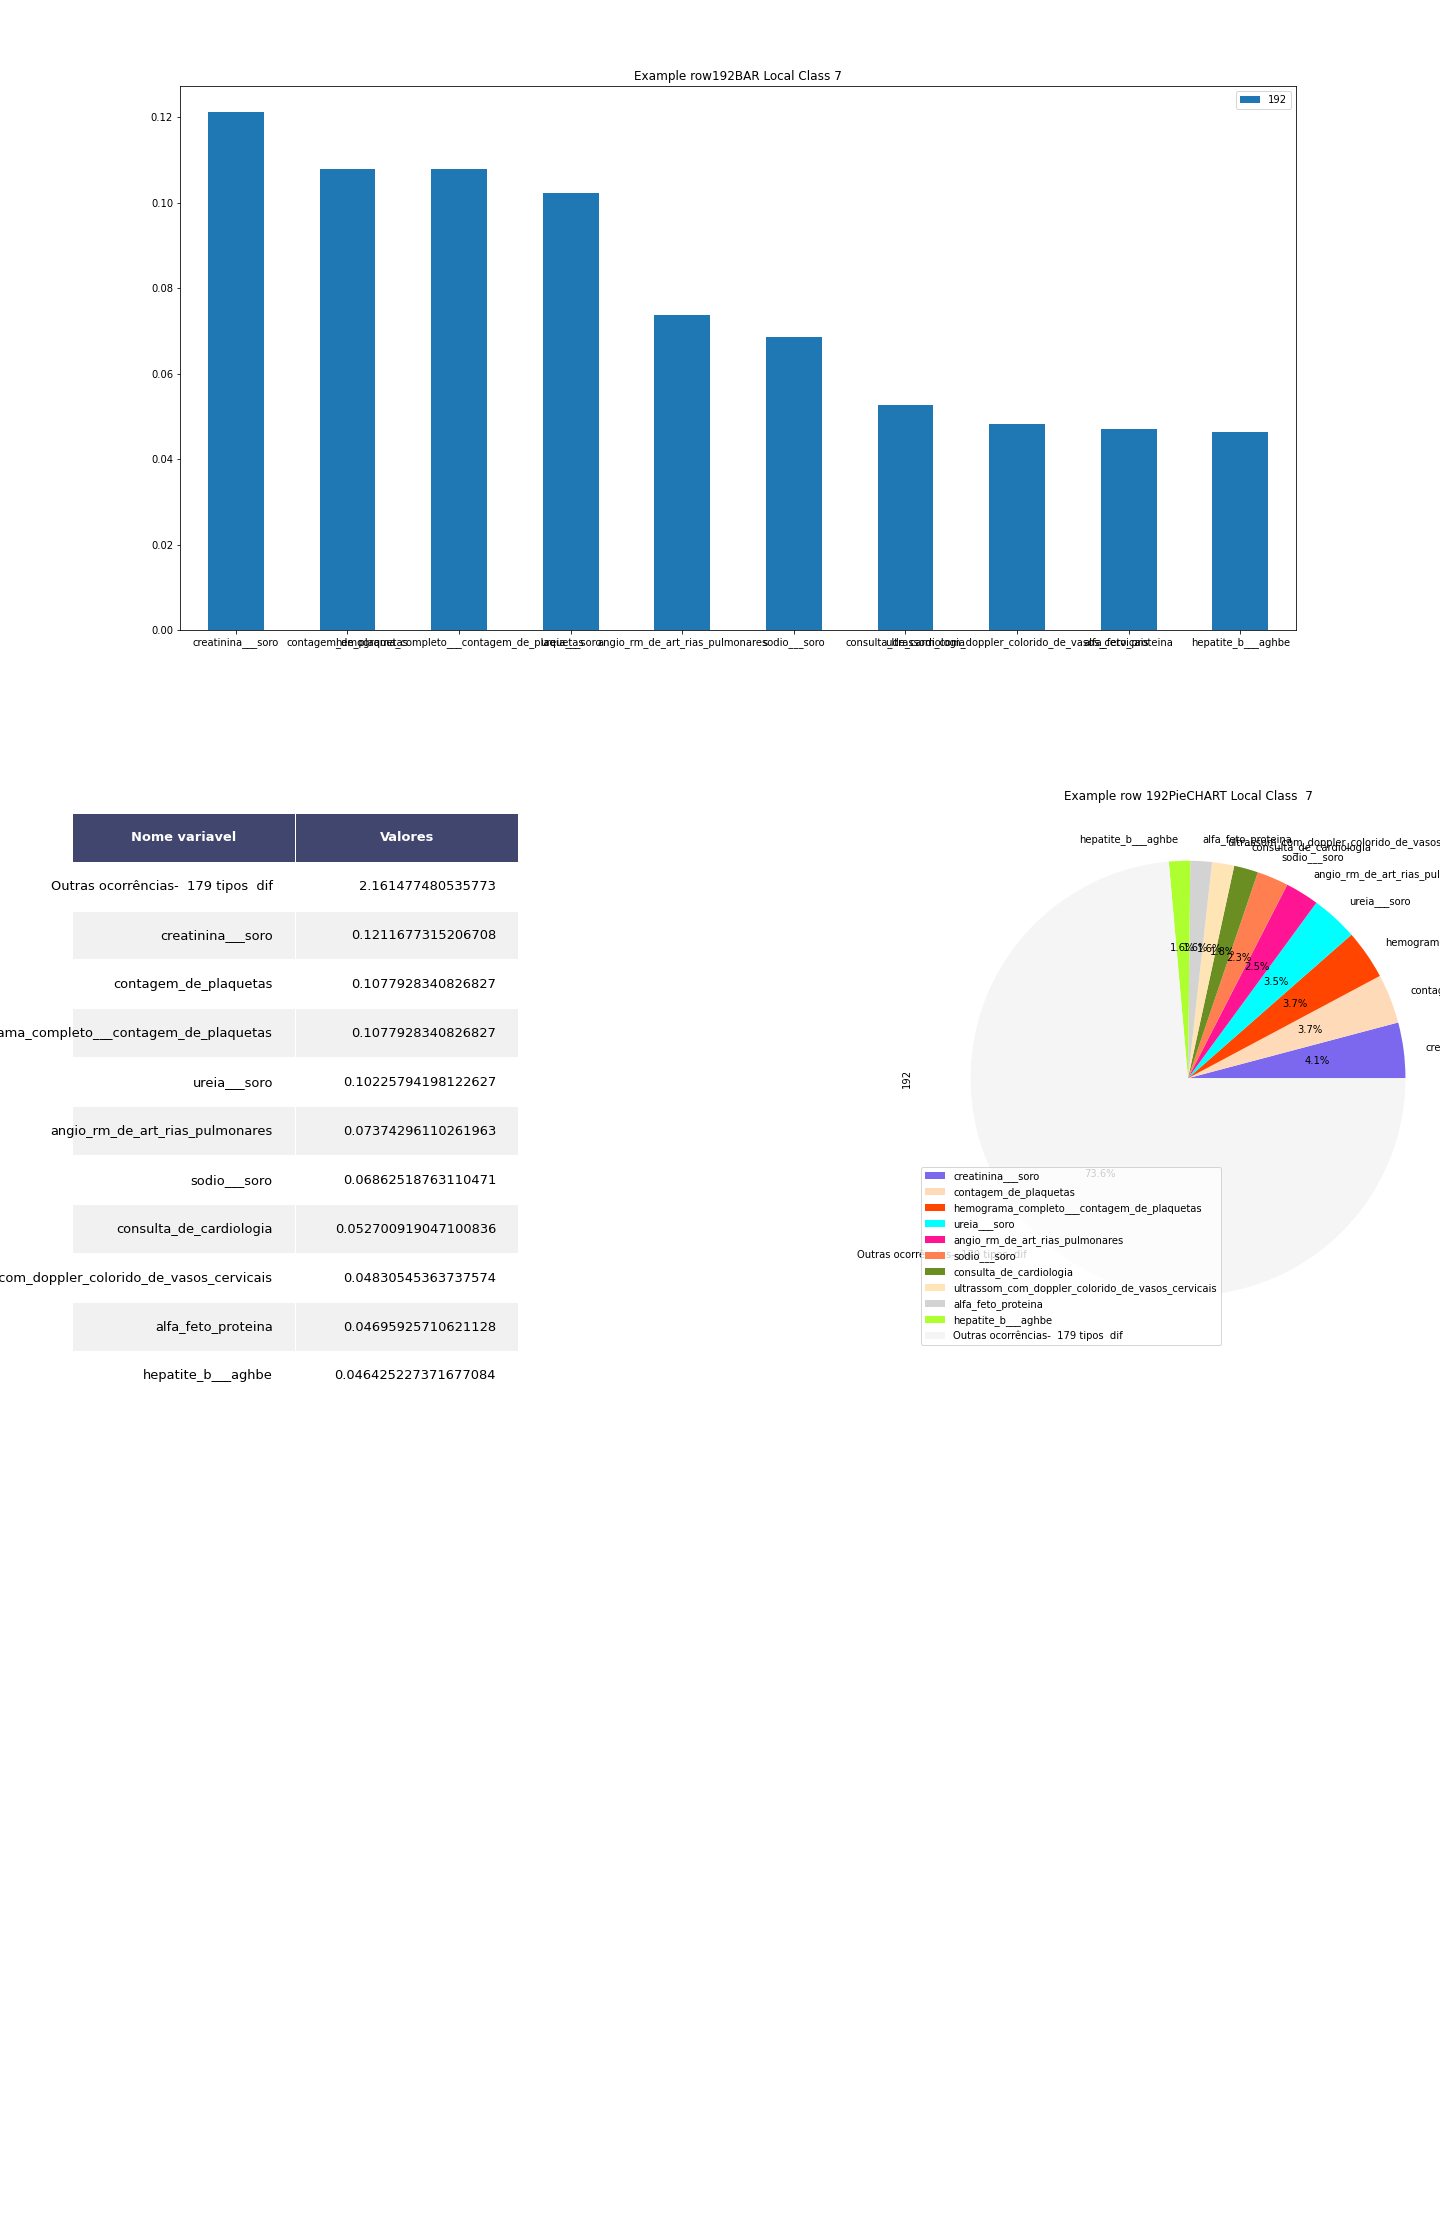 Example row192BAR Local Class 7
192
0.12
0.10
0.08
0.06
0.04
0.02
0.00
creatinina___soro
contagem_de_plaquetas
hemograma_completo___contagem_de_plaquetas
ureia___soro
angio_rm_de_art_rias_pulmonares
sodio___soro
consulta_de_cardiologia
ultrassom_com_doppler_colorido_de_vasos_cervicais
alfa_feto_proteina
hepatite_b___aghbe
Nome variavel Valores
Outras ocorrências-  179 tipos  dif 2.161477480535773
creatinina___soro 0.1211677315206708
contagem_de_plaquetas 0.1077928340826827
ama_completo___contagem_de_plaquetas 0.1077928340826827
ureia___soro 0.10225794198122627
angio_rm_de_art_rias_pulmonares 0.07374296110261963
sodio___soro 0.06862518763110471
consulta_de_cardiologia 0.052700919047100836
com_doppler_colorido_de_vasos_cervicais 0.04830545363737574
alfa_feto_proteina 0.04695925710621128
hepatite_b___aghbe 0.046425227371677084
Example row 192PieCHART Local Class  7
hepatite_b___aghbe
alfa_feto_proteina
ultrassom_com_doppler_colorido_de_vasos
consulta_de_cardiologia
sodio___soro
angio_rm_de_art_rias_pul
ureia___soro
hemogram
contag
cre
1.6%
1.6%
1.6%
1.8%
2.3%
2.5%
3.5%
3.7%
3.7%
4.1%
192
73.6%
Outras ocorrências-  179 tipos  dif
creatinina___soro
contagem_de_plaquetas
hemograma_completo___contagem_de_plaquetas
ureia___soro
angio_rm_de_art_rias_pulmonares
sodio___soro
consulta_de_cardiologia
ultrassom_com_doppler_colorido_de_vasos_cervicais
alfa_feto_proteina
hepatite_b___aghbe
Outras ocorrências-  179 tipos  dif